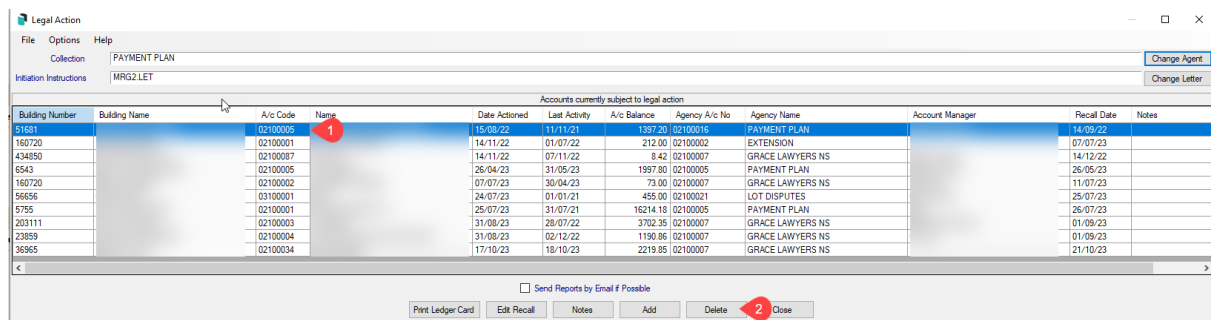 Legal Action
File Options Help
Collection PAYMENT PLAN Change Agent
Initiation Instructions MRG2.LET Change Letter
Accounts currently subject to legal action
Building Number Building Name A/c Code Name Date Actioned Last Activity A/c Balance Agency A/c No Agency Name Account Manager Recall Date Notes
51681 02100005 1 15/08/22 11/11/21 1397.20 02100016 PAYMENT PLAN 14/09/22
160720 02100001 14/11/22 01/07/22 212.00 02100002 EXTENSION 07/07/23
434850 02100087 14/11/22 07/11/22 8.42 02100007 GRACE LAWYERS NS 14/12/22
6543 02100005 26/04/23 31/05/23 1997.80 02100005 PAYMENT PLAN 26/05/23
160720 02100002 07/07/23 30/04/23 73.00 02100007 GRACE LAWYERS NS 11/07/23
56656 03100001 24/07/23 01/01/21 455.00 02100021 LOT DISPUTES 25/07/23
5755 02100001 25/07/23 31/07/21 16214.18 02100005 PAYMENT PLAN 26/07/23
203111 02100003 31/08/23 28/07/22 3702.35 02100007 GRACE LAWYERS NS 01/09/23
23859 02100004 31/08/23 02/12/22 1190.86 02100007 GRACE LAWYERS NS 01/09/23
36965 02100034 17/10/23 18/10/23 2219.85 02100007 GRACE LAWYERS NS 21/10/23
Send Reports by Email if Possible
Print Ledger Card Edit Recall Notes Add Delete 2 Close